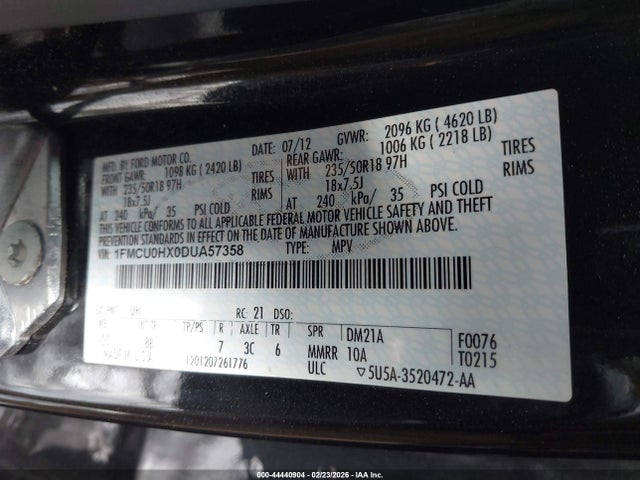 MFD. BY FORD MOTOR CO.
DATE: 07/12 GVWR: 2096 KG ( 4620 LB)
FRONT GAWR: 1098 KG ( 2420 LB)
REAR GAWR: 1006 KG ( 2218 LB)
WITH 235/50R18 97H TIRES
WITH 235/50R18 97H TIRES
18x7.5J RIMS
18x7.5J RIMS
AT 240 kPa/ 35 PSI COLD
AT 240 kPa/ 35 PSI COLD
THIS VEHICLE CONFORMS TO ALL APPLICABLE FEDERAL MOTOR VEHICLE SAFETY AND THEFT
PREVENTION STANDARDS IN EFFECT ON THE DATE OF MANUFACTURE SHOWN ABOVE.
VIN: 1FMCU0HX0DUA57358 TYPE: MPV
RC: 21 DSO:
TP/PS R AXLE TR SPR DM21A F0076
7 3C 6 MMRR 10A T0215
1201207261776 ULC 5U5A-3520472-AA
000-44440904 - 02/23/2026 - IAA Inc.